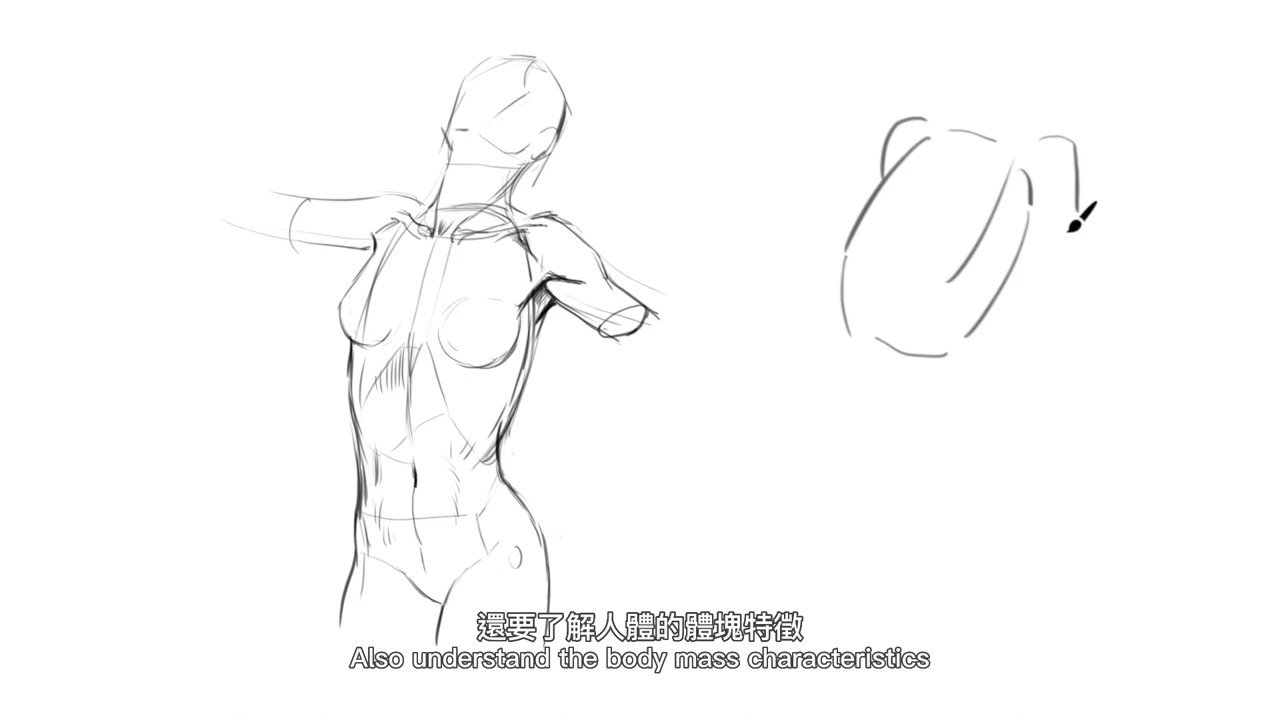 還要了解人體的體塊特徵
Also understand the body mass characteristics